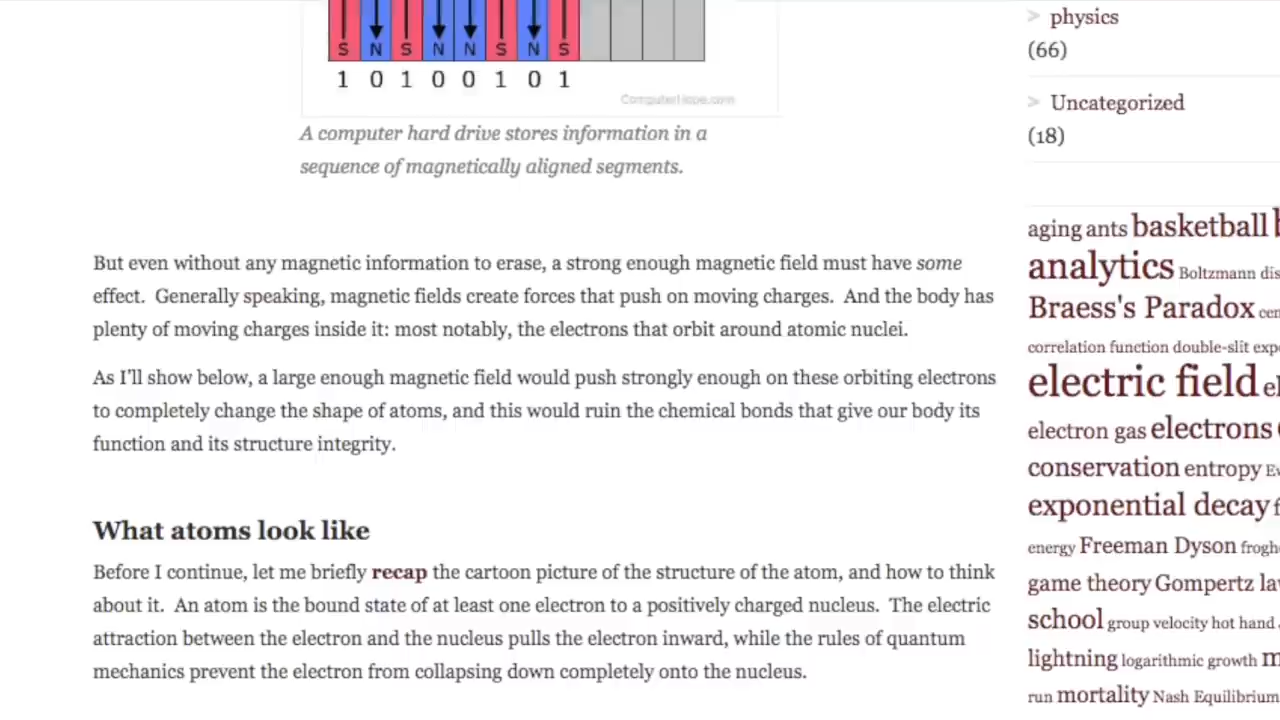 S N S N N S N S
1 0 1 0 0 1 0 1
ComputerHope.com
A computer hard drive stores information in a
sequence of magnetically aligned segments.
But even without any magnetic information to erase, a strong enough magnetic field must have some
effect. Generally speaking, magnetic fields create forces that push on moving charges. And the body has
plenty of moving charges inside it: most notably, the electrons that orbit around atomic nuclei.
As I'll show below, a large enough magnetic field would push strongly enough on these orbiting electrons
to completely change the shape of atoms, and this would ruin the chemical bonds that give our body its
function and its structure integrity.
What atoms look like
Before I continue, let me briefly recap the cartoon picture of the structure of the atom, and how to think
about it. An atom is the bound state of at least one electron to a positively charged nucleus. The electric
attraction between the electron and the nucleus pulls the electron inward, while the rules of quantum
mechanics prevent the electron from collapsing down completely onto the nucleus.
> physics
(66)
> Uncategorized
(18)
aging ants basketball
analytics Boltzmann dis
Braess's Paradox cen
correlation function double-slit expe
electric field el
electron gas electrons
conservation entropy Ev
exponential decay f
energy Freeman Dyson froghe
game theory Gompertz law
school group velocity hot hand
lightning logarithmic growth m
run mortality Nash Equilibrium